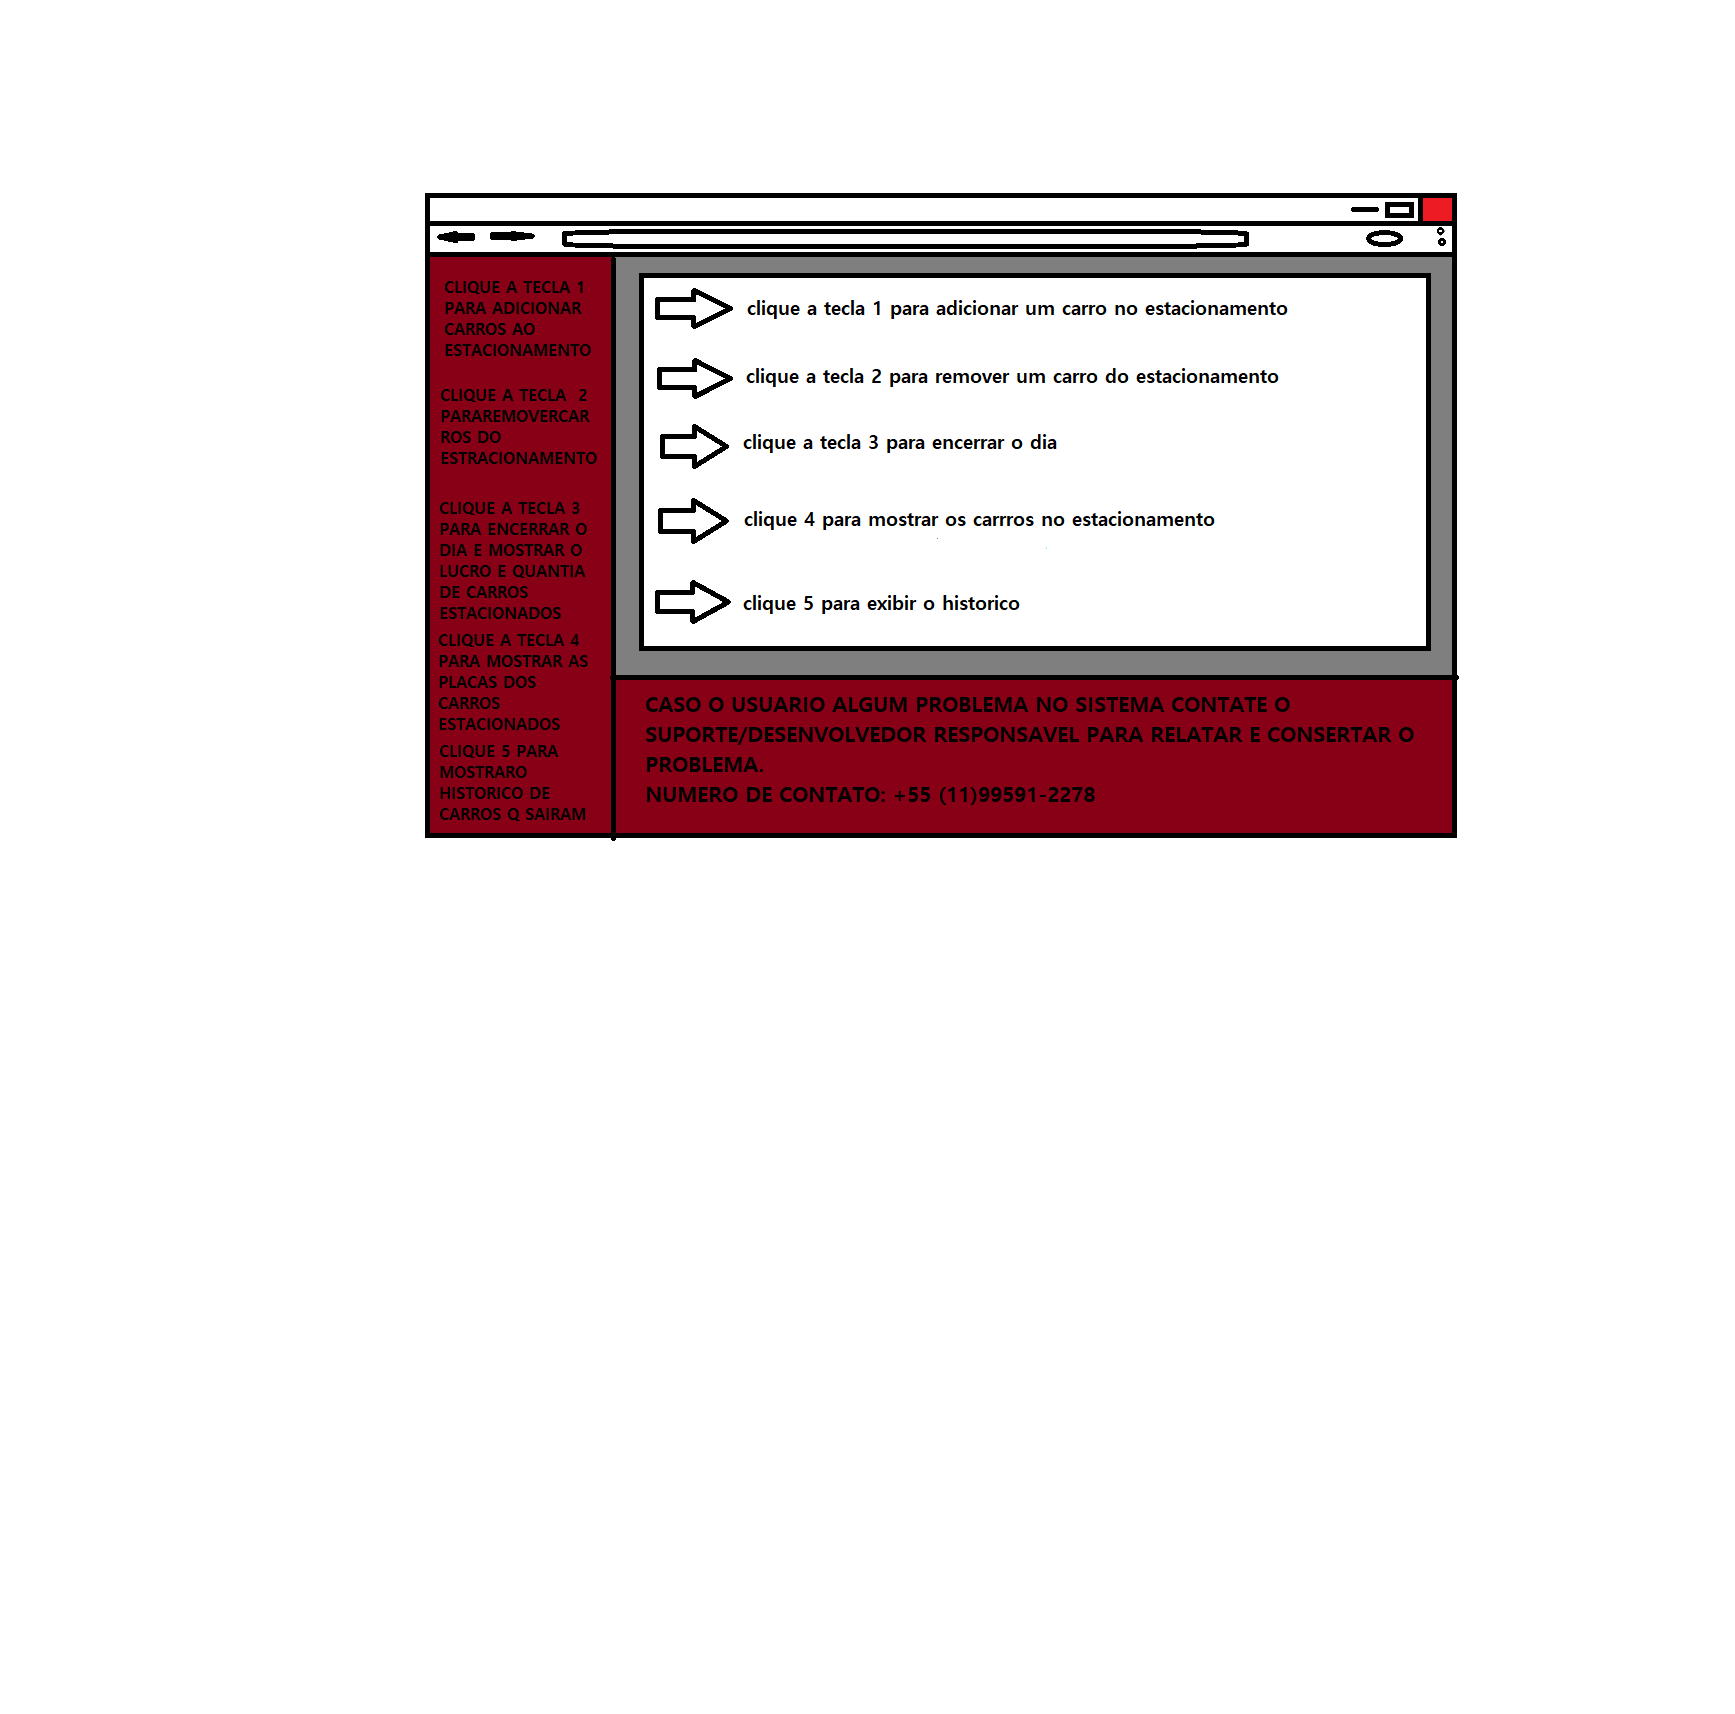 CLIQUE A TECLA 1
PARA ADICIONAR
CARROS AO
ESTACIONAMENTO
CLIQUE A TECLA  2
PARAREMOVERCAR
ROS DO
ESTRACIONAMENTO
CLIQUE A TECLA 3
PARA ENCERRAR O
DIA E MOSTRAR O
LUCRO E QUANTIA
DE CARROS
ESTACIONADOS
CLIQUE A TECLA 4
PARA MOSTRAR AS
PLACAS DOS
CARROS
ESTACIONADOS
CLIQUE 5 PARA
MOSTRARO
HISTORICO DE
CARROS Q SAIRAM
clique a tecla 1 para adicionar um carro no estacionamento
clique a tecla 2 para remover um carro do estacionamento
clique a tecla 3 para encerrar o dia
clique 4 para mostrar os carrros no estacionamento
clique 5 para exibir o historico
CASO O USUARIO ALGUM PROBLEMA NO SISTEMA CONTATE O
SUPORTE/DESENVOLVEDOR RESPONSAVEL PARA RELATAR E CONSERTAR O
PROBLEMA.
NUMERO DE CONTATO: +55 (11)99591-2278